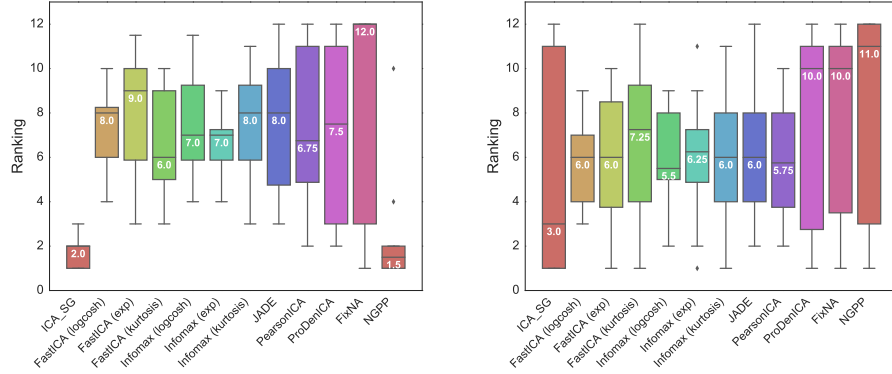 12
10
8
6
4
2
0
Ranking
2.0
8.0
9.0
6.0
7.0
7.0
8.0
8.0
6.75
7.5
12.0
1.5
ICA_SG
FastICA (logcosh)
FastICA (exp)
FastICA (kurtosis)
Infomax (logcosh)
Infomax (exp)
Infomax (kurtosis)
JADE
PearsonICA
ProDenICA
FixNA
NGPP
12
10
8
6
4
2
0
Ranking
3.0
6.0
6.0
7.25
5.5
6.25
6.0
6.0
5.75
10.0
10.0
11.0
ICA_SG
FastICA (logcosh)
FastICA (exp)
FastICA (kurtosis)
Infomax (logcosh)
Infomax (exp)
Infomax (kurtosis)
JADE
PearsonICA
ProDenICA
FixNA
NGPP